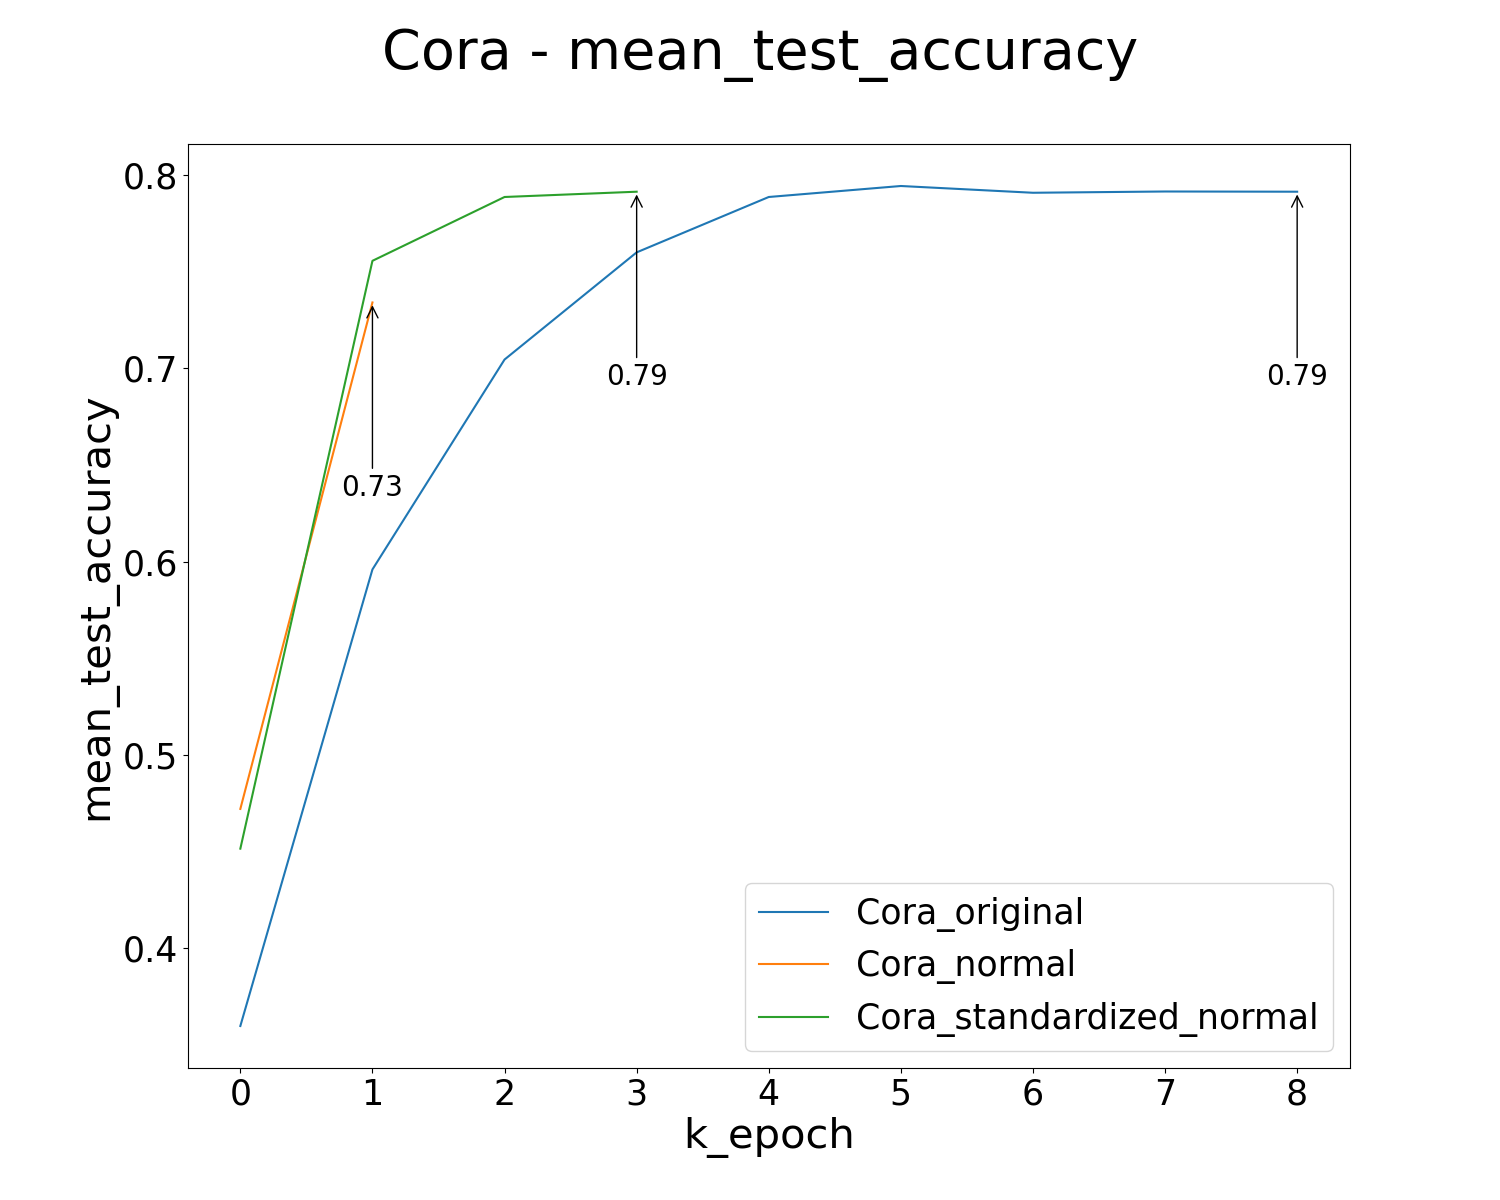 Cora - mean_test_accuracy
mean_test_accuracy
0.8
0.7
0.6
0.5
0.4
0.73
0.79
0.79
Cora_original
Cora_normal
Cora_standardized_normal
0 1 2 3 4 5 6 7 8
k_epoch